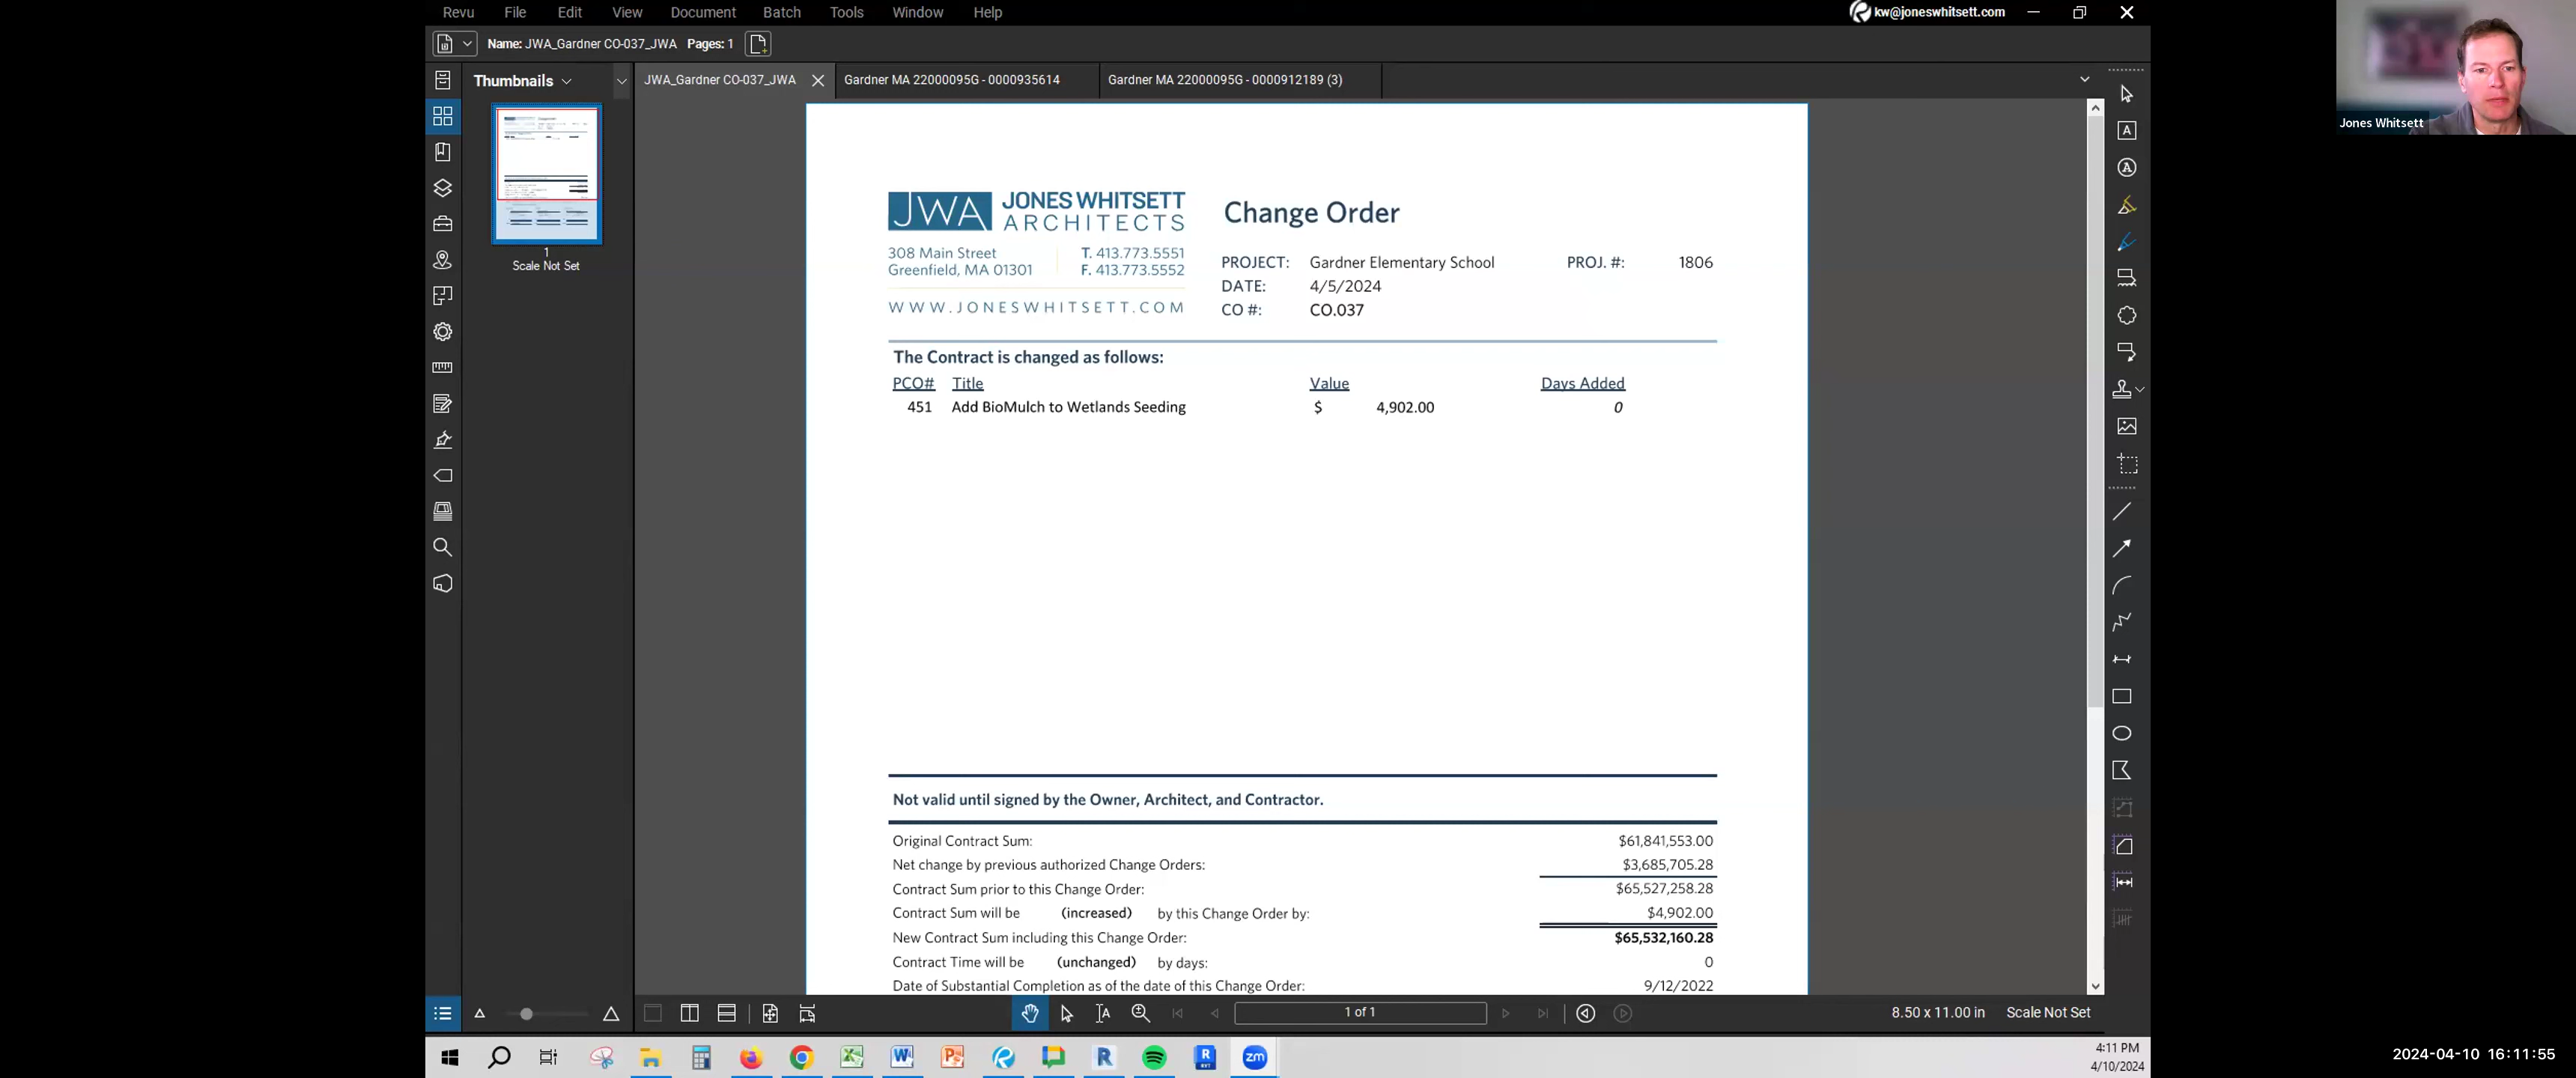 Revu File Edit View Document Batch Tools Window Help
kw@joneswhitsett.com
Name: JWA_Gardner CO-037_JWA Pages: 1
Thumbnails
JWA_Gardner CO-037_JWA
Gardner MA 22000095G - 0000935614
Gardner MA 22000095G - 0000912189 (3)
Jones Whitsett
1
Scale Not Set
JWA JONES WHITSETT
ARCHITECTS
308 Main Street T. 413.773.5551
Greenfield, MA 01301 F. 413.773.5552
WWW.JONESWHITSETT.COM
Change Order
PROJECT: Gardner Elementary School PROJ. #: 1806
DATE: 4/5/2024
CO #: CO.037
The Contract is changed as follows:
PCO# Title Value Days Added
451 Add BioMulch to Wetlands Seeding $ 4,902.00 0
Not valid until signed by the Owner, Architect, and Contractor.
Original Contract Sum: $61,841,553.00
Net change by previous authorized Change Orders: $3,685,705.28
Contract Sum prior to this Change Order: $65,527,258.28
Contract Sum will be (increased) by this Change Order by: $4,902.00
New Contract Sum including this Change Order: $65,532,160.28
Contract Time will be (unchanged) by days: 0
Date of Substantial Completion as of the date of this Change Order: 9/12/2022
1 of 1
8.50 x 11.00 in Scale Not Set
4:11 PM
4/10/2024
2024-04-10 16:11:55